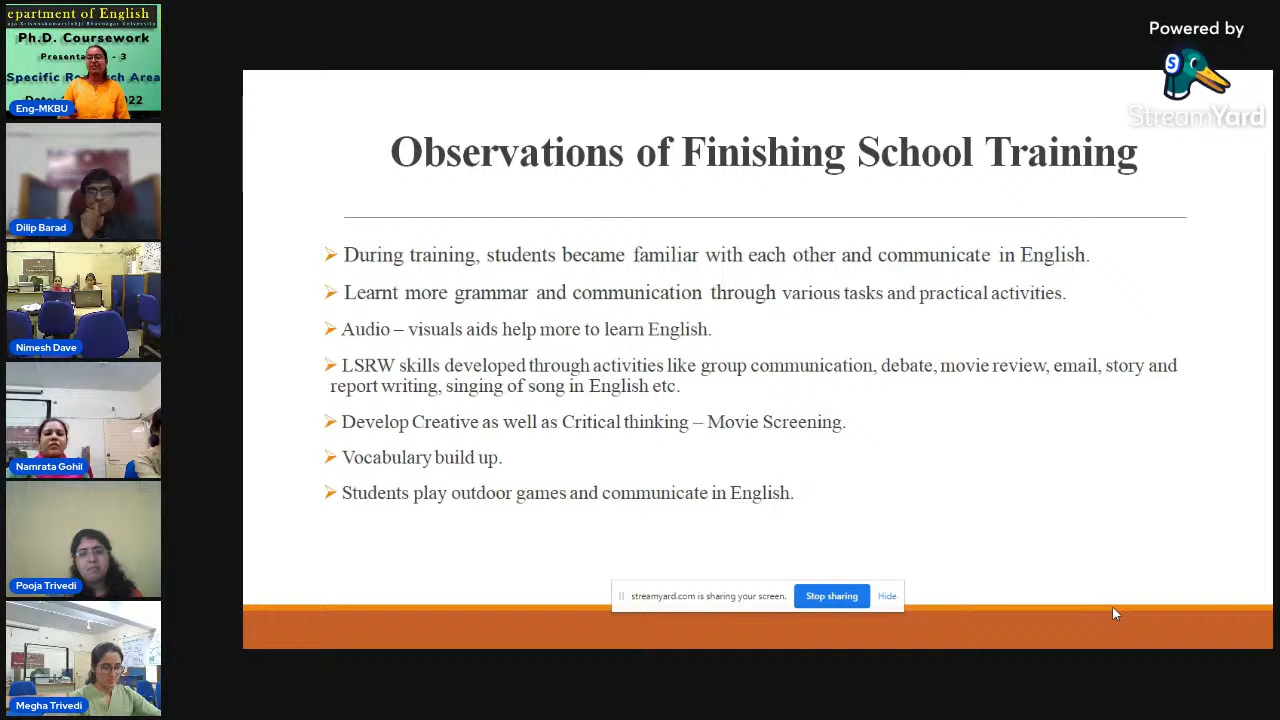 epartment of English
Ph.D. Coursework
Specific Research Area
2022
Eng-MKBU
Dilip Barad
Nimesh Dave
Namrata Gohil
Pooja Trivedi
Megha Trivedi
Powered by
S
StreamYard
Observations of Finishing School Training
➢ During training, students became familiar with each other and communicate in English.
➢ Learnt more grammar and communication through various tasks and practical activities.
➢ Audio – visuals aids help more to learn English.
➢ LSRW skills developed through activities like group communication, debate, movie review, email, story and
report writing, singing of song in English etc.
➢ Develop Creative as well as Critical thinking – Movie Screening.
➢ Vocabulary build up.
➢ Students play outdoor games and communicate in English.
streamyard.com is sharing your screen. Stop sharing Hide